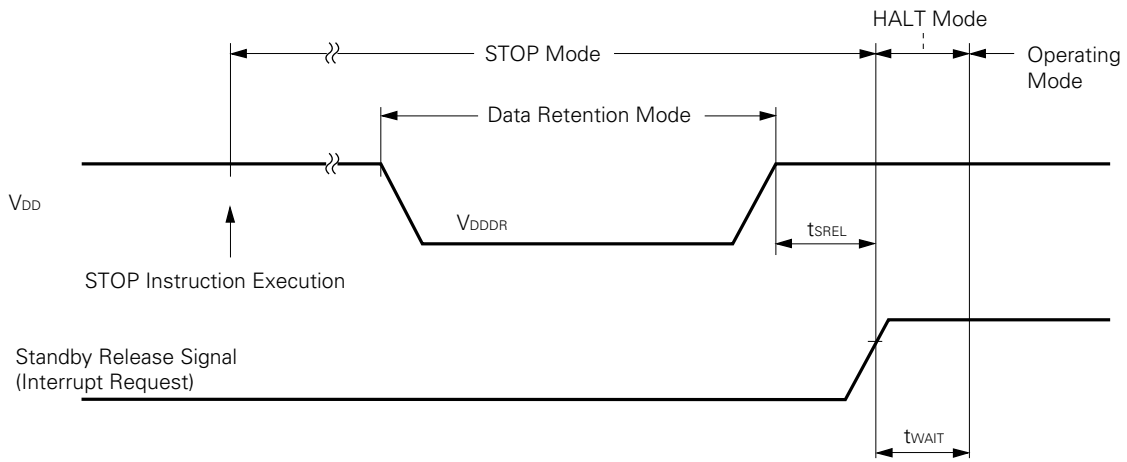 HALT Mode
STOP Mode
Operating
Mode
Data Retention Mode
VDD
VDDDR
tSREL
STOP Instruction Execution
Standby Release Signal
(Interrupt Request)
tWAIT